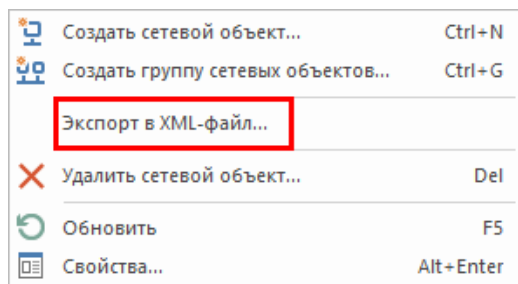 Создать сетевой объект... Ctrl+N
Создать группу сетевых объектов... Ctrl+G
Экспорт в XML-файл...
Удалить сетевой объект... Del
Обновить F5
Свойства... Alt+Enter